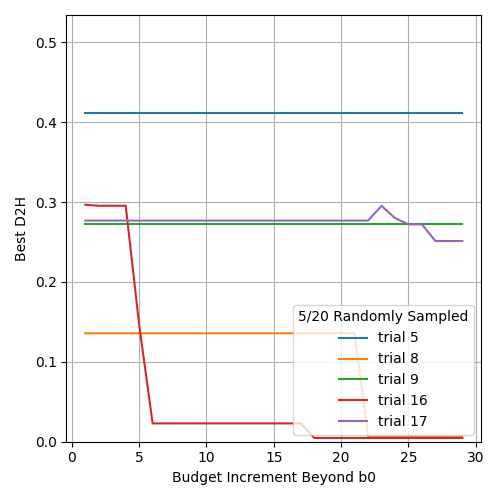 0.5
0.4
0.3
0.2
0.1
0.0
Best D2H
5/20 Randomly Sampled
trial 5
trial 8
trial 9
trial 16
trial 17
0 5 10 15 20 25 30
Budget Increment Beyond b0